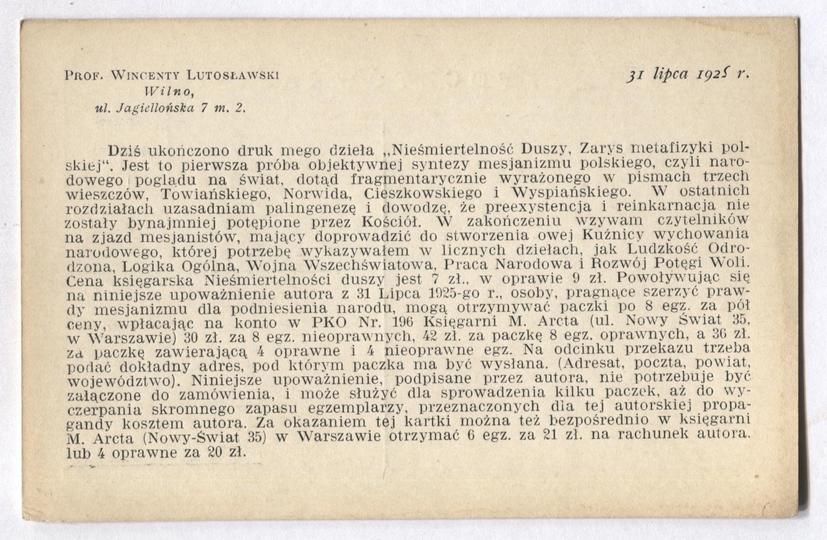 PROF. WINCENTY LUTOSŁAWSKI
Wilno,
ul. Jagiellońska 7 m. 2.
31 lipca 1925 r.
Dziś ukończono druk mego dzieła „Nieśmiertelność Duszy, Zarys metafizyki pol-
skiej“. Jest to pierwsza próba objektywnej syntezy mesjanizmu polskiego, czyli naro-
dowego poglądu na świat, dotąd fragmentarycznie wyrażonego w pismach trzech
wieszczów, Towiańskiego, Norwida, Cieszkowskiego i Wyspiańskiego. W ostatnich
rozdziałach uzasadniam palingenezę i dowodzę, że preexystencja i reinkarnacja nie
zostały bynajmniej potępione przez Kościół. W zakończeniu wzywam czytelników
na zjazd mesjanistów, mający doprowadzić do stworzenia owej Kuźnicy wychowania
narodowego, której potrzebę wykazywałem w licznych dziełach, jak Ludzkość Odro-
dzona, Logika Ogólna, Wojna Wszechświatowa, Praca Narodowa i Rozwój Potęgi Woli.
Cena księgarska Nieśmiertelności duszy jest 7 zł., w oprawie 9 zł. Powoływując się
na niniejsze upoważnienie autora z 31 Lipca 1925-go r., osoby, pragnące szerzyć praw-
dy mesjanizmu dla podniesienia narodu, mogą otrzymywać paczki po 8 egz. za pół
ceny, wpłacając na konto w PKO Nr. 196 Księgarni M. Arcta (ul. Nowy Świat 35,
w Warszawie) 30 zł. za 8 egz. nieoprawnych, 42 zł. za paczkę 8 egz. oprawnych, a 36 zł.
za paczkę zawierającą 4 oprawne i 4 nieoprawne egz. Na odcinku przekazu trzeba
podać dokładny adres, pod którym paczka ma być wysłana. (Adresat, poczta, powiat,
województwo). Niniejsze upoważnienie, podpisane przez autora, nie potrzebuje być
załączone do zamówienia, i może służyć dla sprowadzenia kilku paczek, aż do wy-
czerpania skromnego zapasu egzemplarzy, przeznaczonych dla tej autorskiej propa-
gandy kosztem autora. Za okazaniem tej kartki można też bezpośrednio w księgarni
M. Arcta (Nowy-Świat 35) w Warszawie otrzymać 6 egz. za 21 zł. na rachunek autora.
lub 4 oprawne za 20 zł.